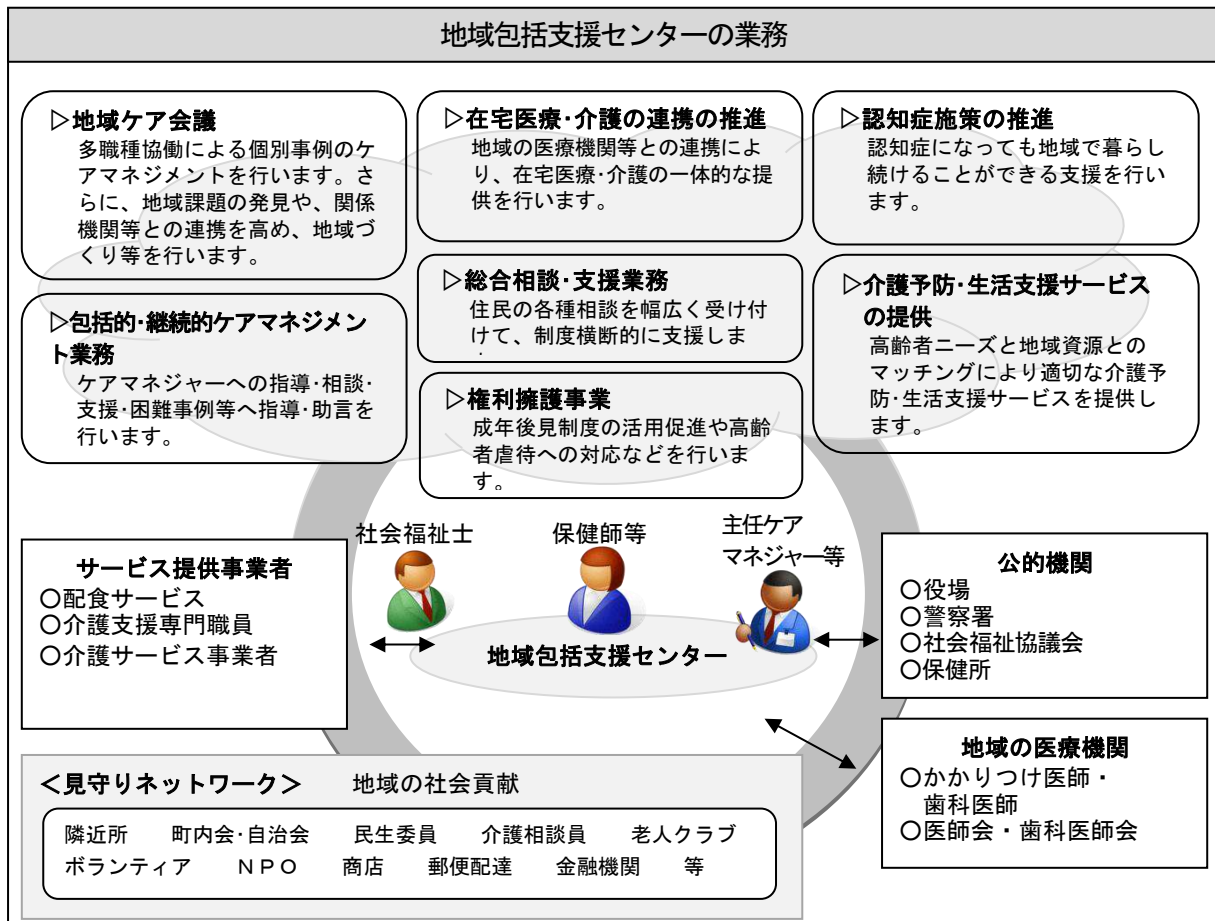 地域包括支援センターの業務
▷地域ケア会議
多職種協働による個別事例のケ
アマネジメントを行います。さ
らに、地域課題の発見や、関係
機関等との連携を高め、地域づ
くり等を行います。
▷在宅医療・介護の連携の推進
地域の医療機関等との連携によ
り、在宅医療・介護の一体的な提
供を行います。
▷認知症施策の推進
認知症になっても地域で暮らし
続けることができる支援を行い
ます。
▷包括的・継続的ケアマネジメン
ト業務
ケアマネジャーへの指導・相談・
支援・困難事例等へ指導・助言を
行います。
▷総合相談・支援業務
住民の各種相談を幅広く受け付
けて、制度横断的に支援しま
▷介護予防・生活支援サービス
の提供
高齢者ニーズと地域資源との
マッチングにより適切な介護予
防・生活支援サービスを提供し
ます。
▷権利擁護事業
成年後見制度の活用促進や高齢
者虐待への対応などを行いま
す。
社会福祉士
保健師等
主任ケア
マネジャー等
地域包括支援センター
サービス提供事業者
〇配食サービス
〇介護支援専門職員
〇介護サービス事業者
公的機関
〇役場
〇警察署
〇社会福祉協議会
〇保健所
地域の医療機関
〇かかりつけ医師・
歯科医師
〇医師会・歯科医師会
＜見守りネットワーク＞ 地域の社会貢献
隣近所 町内会・自治会 民生委員 介護相談員 老人クラブ
ボランティア ＮＰＯ 商店 郵便配達 金融機関 等